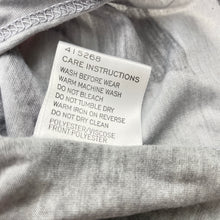 415268
CARE INSTRUCTIONS
WASH BEFORE WEAR
WARM MACHINE WASH
DO NOT BLEACH
DO NOT TUMBLE DRY
WARM IRON ON REVERSE
DO NOT DRY CLEAN
POLYESTER/VISCOSE
FRONT:POLYESTER